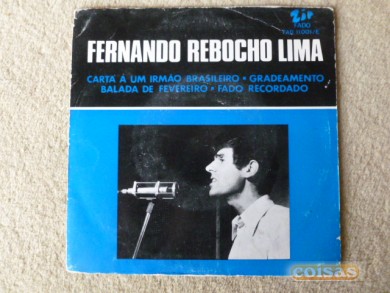 Zip
FADO
FERNANDO REBOCHO LIMA
CARTA A UM IRMÃO BRASILEIRO • GRADEAMENTO
BALADA DE FEVEREIRO • FADO RECORDADO
coisas